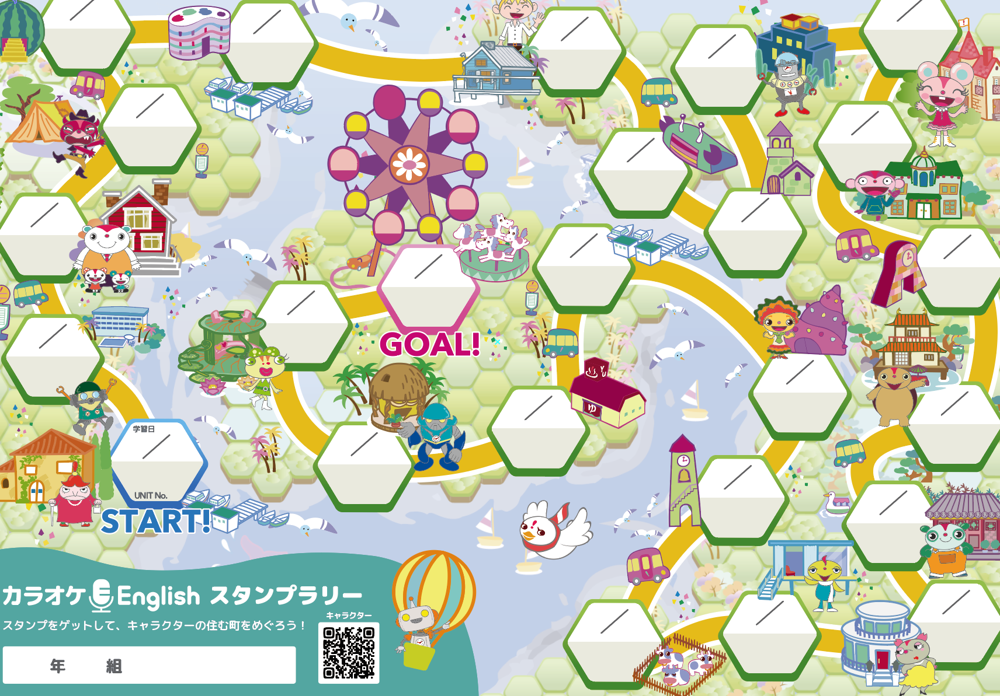 YU
ゆ
GOAL!
学習日
UNIT No.
START!
カラオケEnglish スタンプラリー
スタンプをゲットして、キャラクターの住む町をめぐろう！
キャラクター
年 組